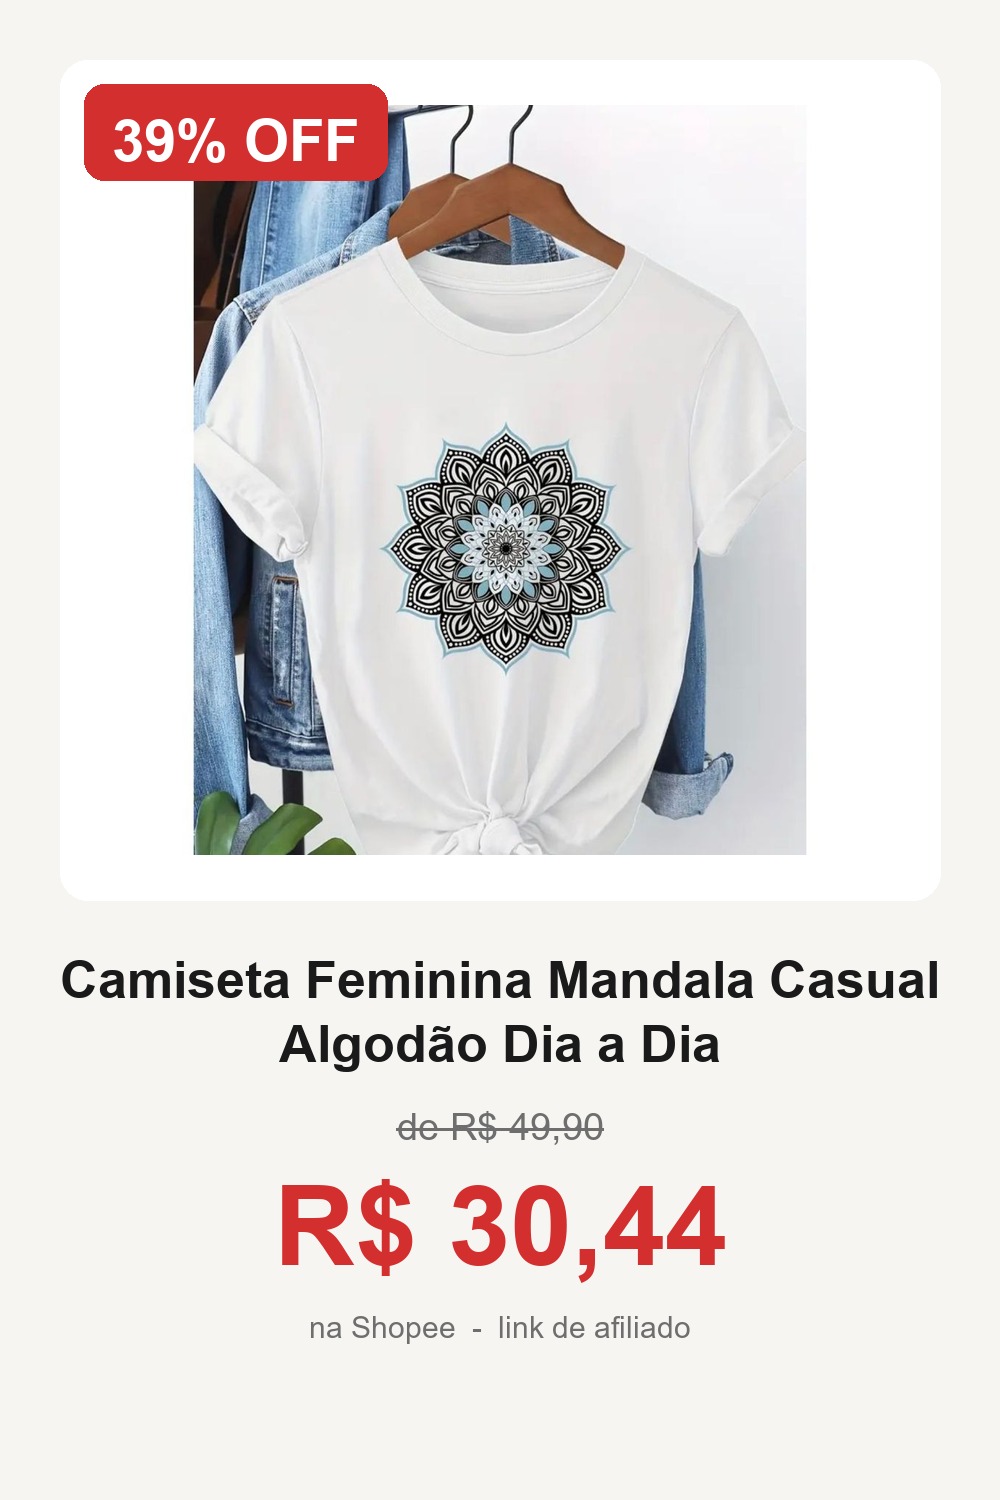 39% OFF
Camiseta Feminina Mandala Casual
Algodão Dia a Dia
de R$ 49,90
R$ 30,44
na Shopee - link de afiliado